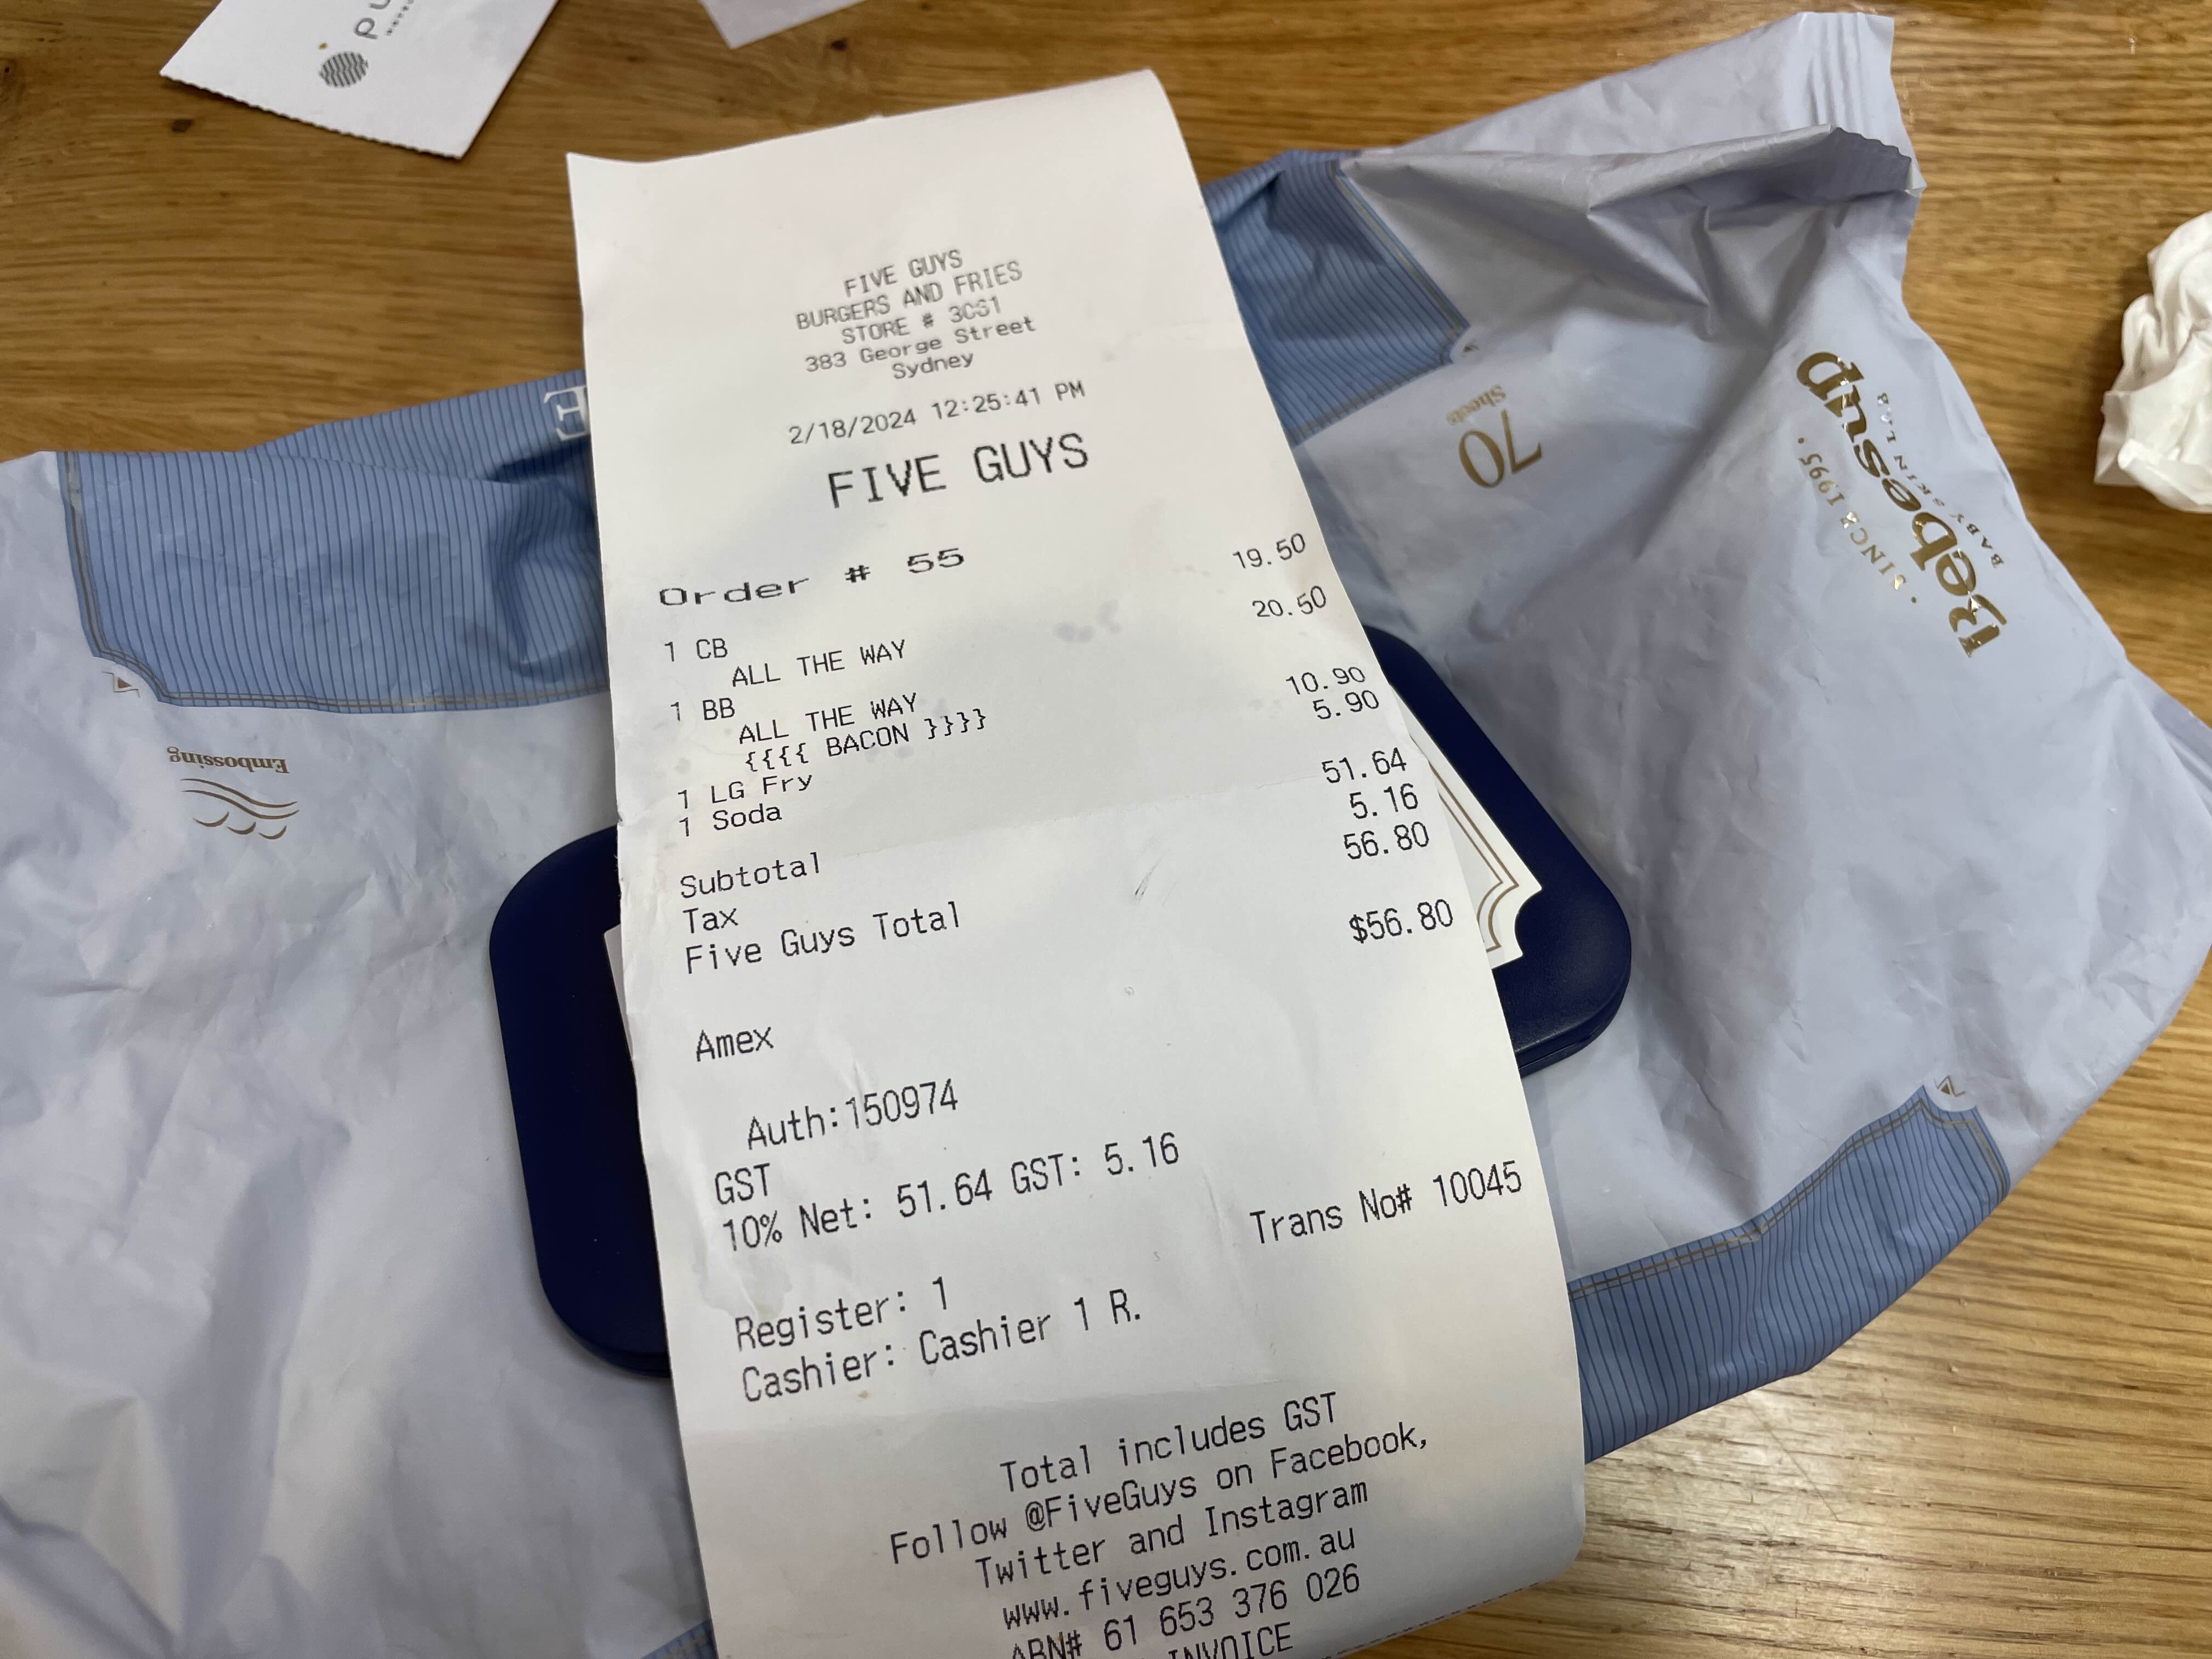 FIVE GUYS
BURGERS AND FRIES
STORE # 3CS1
383 George Street
Sydney
2/18/2024 12:25:41 PM
FIVE GUYS
Order # 55
1 CB 19.50
ALL THE WAY
1 BB 20.50
ALL THE WAY
{{{{ BACON }}}}
1 LG Fry 10.90
1 Soda 5.90
Subtotal 51.64
Tax 5.16
Five Guys Total 56.80
Amex $56.80
Auth:150974
GST
10% Net: 51.64 GST: 5.16
Trans No# 10045
Register: 1
Cashier: Cashier 1 R.
Total includes GST
Follow @FiveGuys on Facebook,
Twitter and Instagram
www.fiveguys.com.au
ABN# 61 653 376 026
INVOICE
70
Sheets
SINCE 1995
Bebesup
BABY SKIN LAB
Embossing